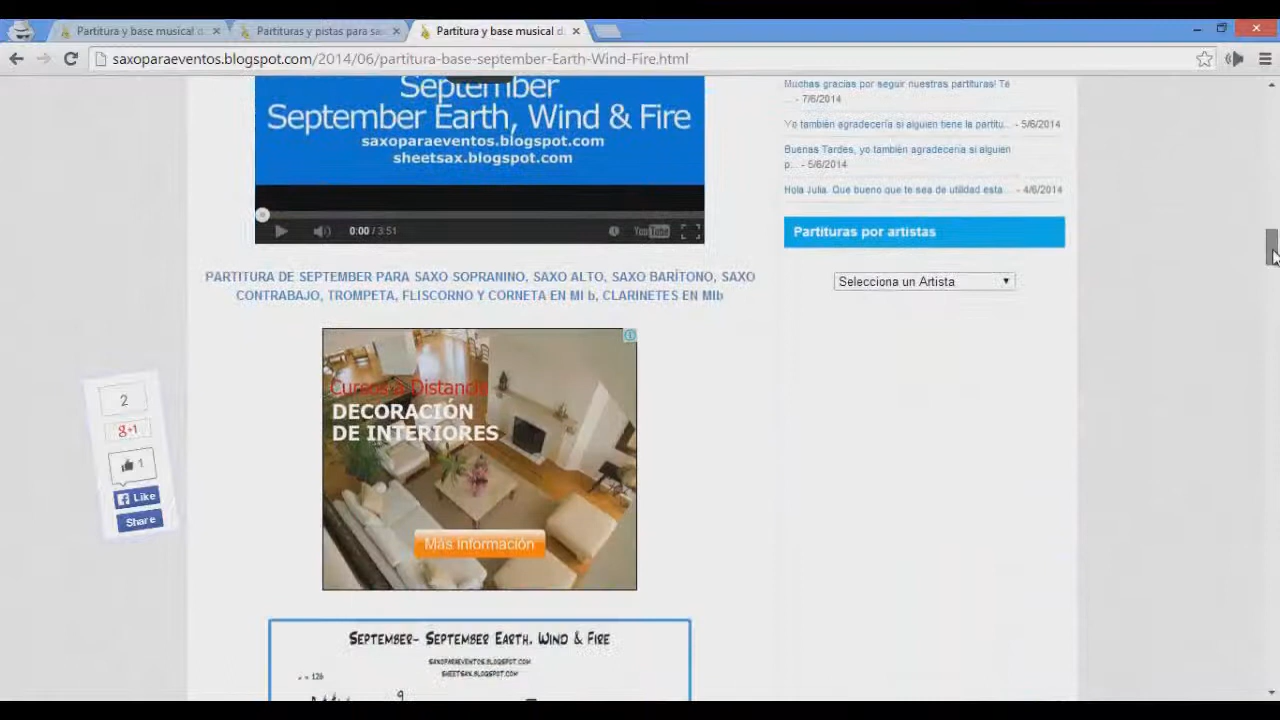 Partitura y base musical d
Partituras y pistas para sa
Partitura y base musical d
saxoparaeventos.blogspot.com/2014/06/partitura-base-september-Earth-Wind-Fire.html
September
September Earth, Wind & Fire
saxoparaeventos.blogspot.com
sheetsax.blogspot.com
0:00 / 3:51
YouTube
PARTITURA DE SEPTEMBER PARA SAXO SOPRANINO, SAXO ALTO, SAXO BARÍTONO, SAXO
CONTRABAJO, TROMPETA, FLISCORNO Y CORNETA EN MI b, CLARINETES EN MIb
Cursos a Distancia
DECORACIÓN
DE INTERIORES
Más información
2
g+1
1
Like
Share
SEPTEMBER- SEPTEMBER EARTH, WIND & FIRE
SAXOPARAEVENTOS.BLOGSPOT.COM
SHEETSAX.BLOGSPOT.COM
= 126
Muchas gracias por seguir nuestras partituras! Te
... - 7/6/2014
Yo también agradecería si alguien tiene la partitu... - 5/6/2014
Buenas Tardes, yo también agradecería si alguien
p... - 5/6/2014
Hola Julia. Que bueno que te sea de utilidad esta... - 4/6/2014
Partituras por artistas
Selecciona un Artista